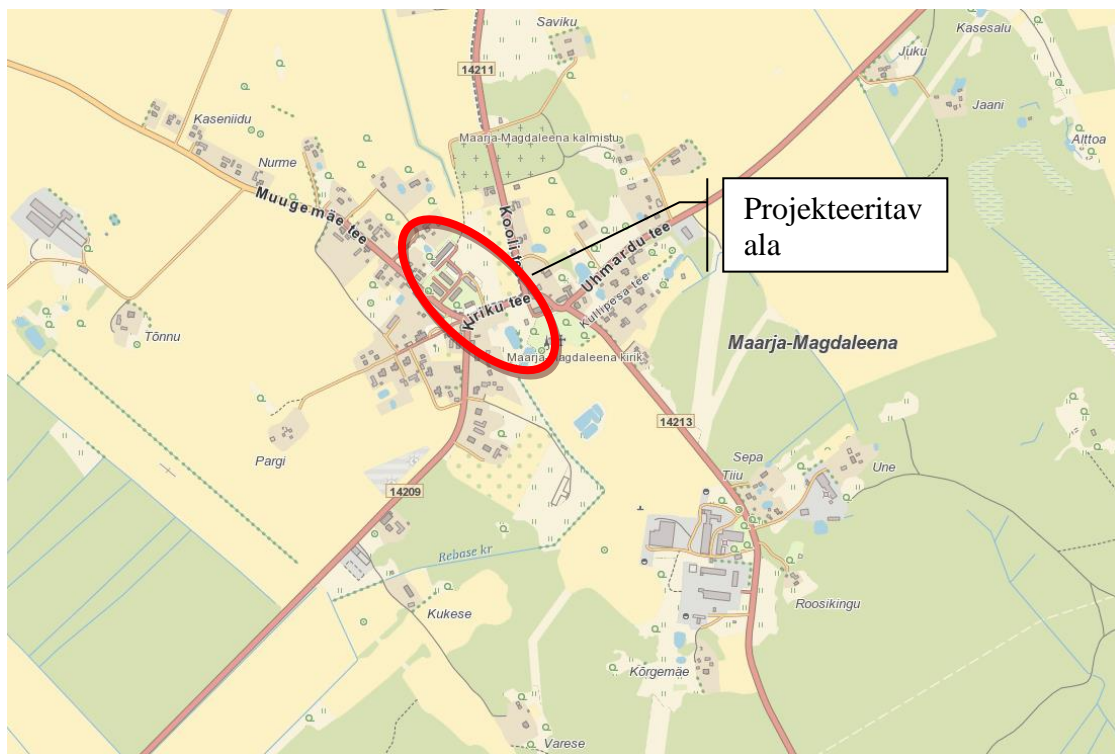 Saviku
Kasesalu
14211
Juku
Jaani
Kaseniidu
Maarja-Magdaleena kalmistu
Alttoa
Nurme
Muugemäe tee
Kooli tee
Projekteeritav
ala
Uhmardu tee
Kullipesa tee
Kiriku tee
Tõnnu
Maarja-Magdaleena
Maarja-Magdaleena kirik
14213
Pargi
Sepa
Tiiu
Une
14209
Rebase kr
Roosikingu
Kukese
Kõrgemäe
Varese